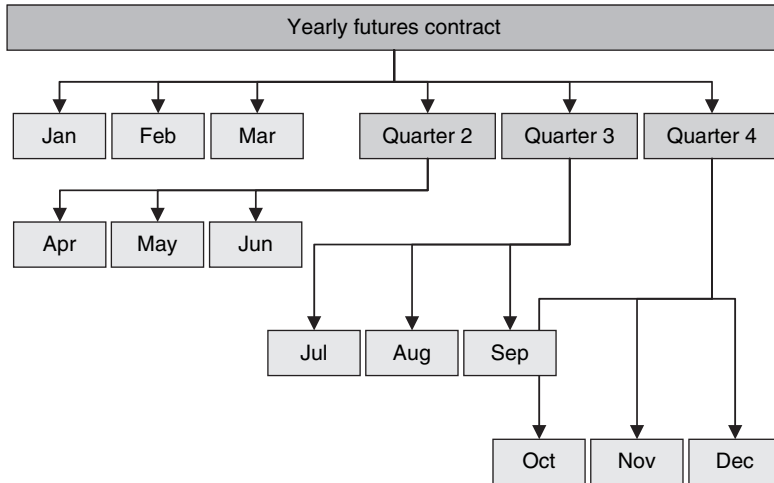 Yearly futures contract
Jan Feb Mar Quarter 2 Quarter 3 Quarter 4
Apr May Jun
Jul Aug Sep
Oct Nov Dec